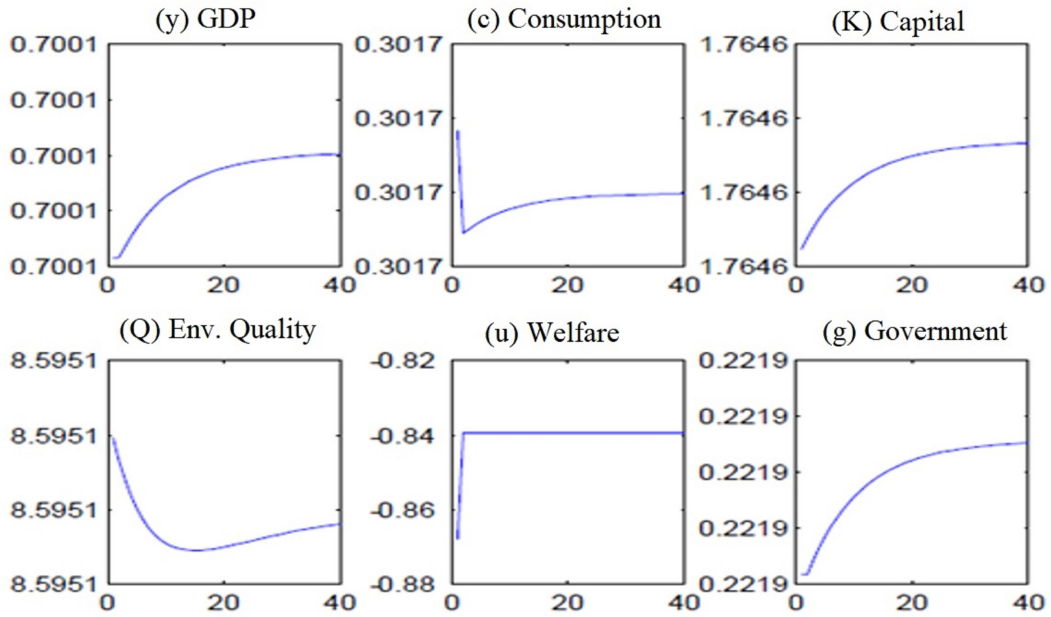 (y) GDP (c) Consumption (K) Capital
0.7001 0.3017 1.7646
0.7001
0.3017 1.7646
0.7001
0.3017 1.7646
0.7001
0.7001 0.3017 1.7646
0 20 40 0 20 40 0 20 40
(Q) Env. Quality (u) Welfare (g) Government
8.5951 -0.82 0.2219
0.2219
8.5951 -0.84
0.2219
8.5951 -0.86
0.2219
8.5951 -0.88 0.2219
0 20 40 0 20 40 0 20 40